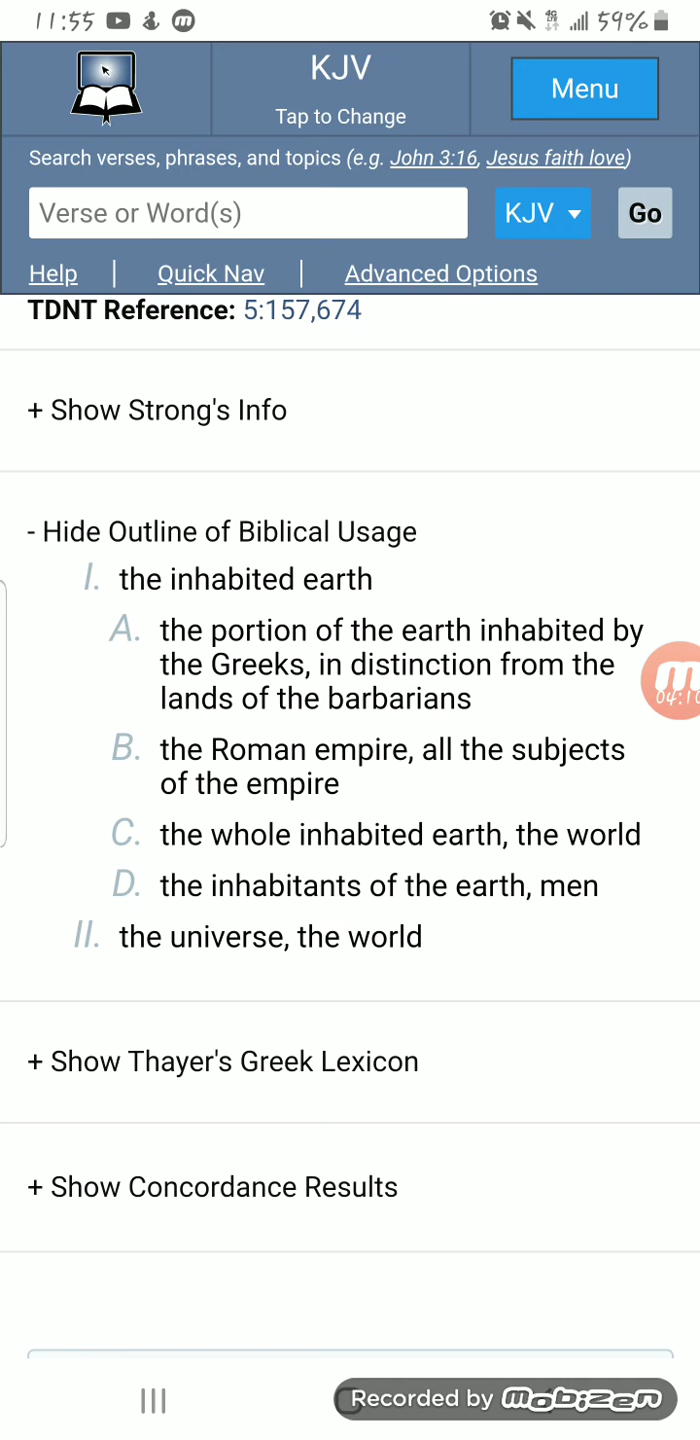 11:55
4G
59%
KJV
Tap to Change
Menu
Search verses, phrases, and topics (e.g. John 3:16, Jesus faith love)
Verse or Word(s)
KJV
Go
Help | Quick Nav | Advanced Options
TDNT Reference: 5:157,674
+ Show Strong's Info
- Hide Outline of Biblical Usage
I. the inhabited earth
A. the portion of the earth inhabited by
the Greeks, in distinction from the
lands of the barbarians
B. the Roman empire, all the subjects
of the empire
C. the whole inhabited earth, the world
D. the inhabitants of the earth, men
II. the universe, the world
+ Show Thayer's Greek Lexicon
+ Show Concordance Results
Recorded by mobizen